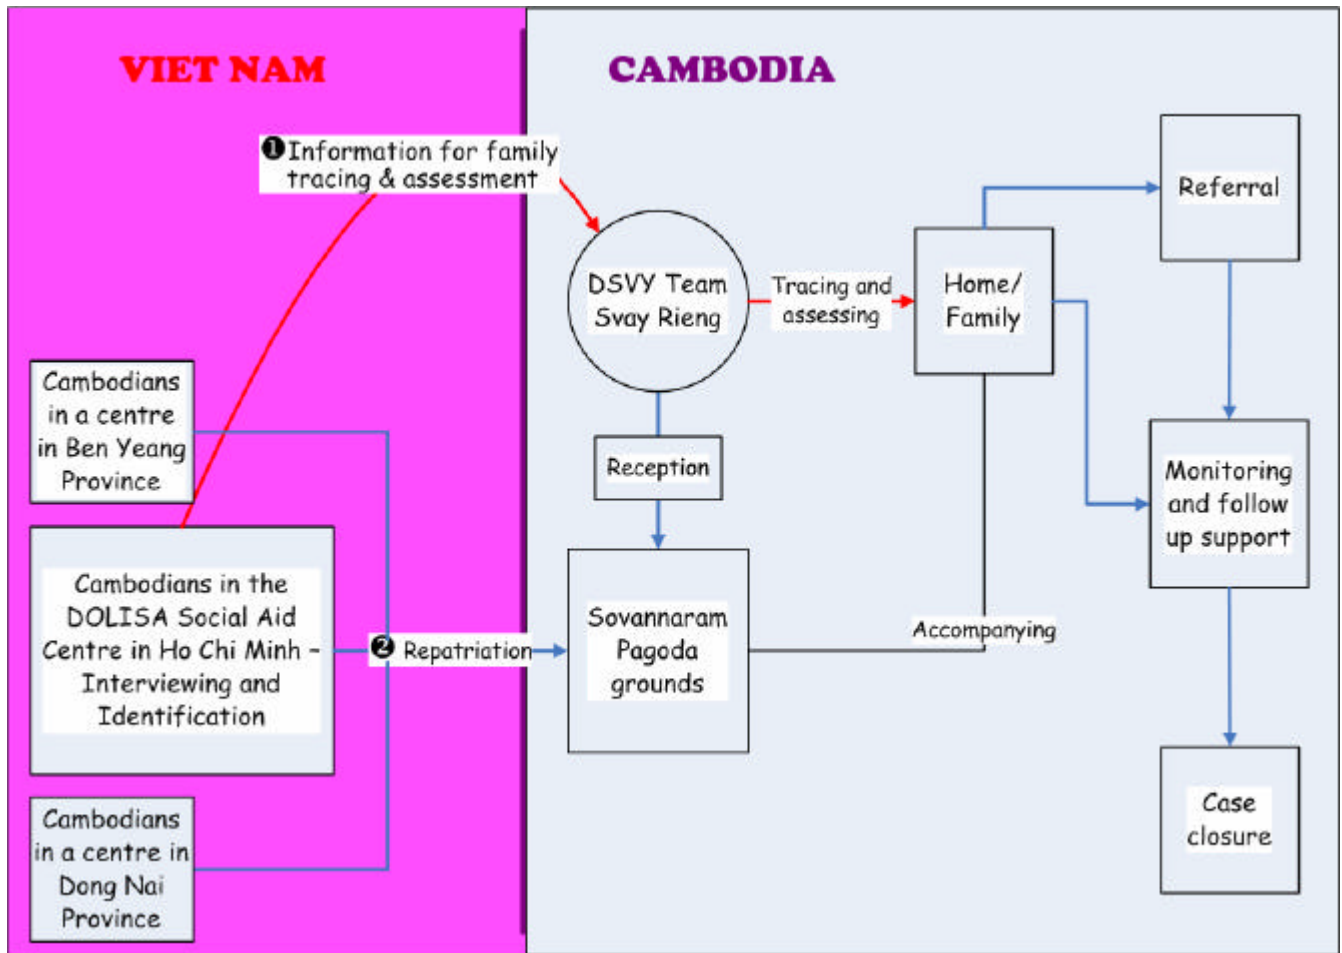 VIET NAM
CAMBODIA
❶Information for family
tracing & assessment
Referral
DSVY Team
Svay Rieng
Tracing and
assessing
Home/
Family
Cambodians
in a centre
in Ben Yeang
Province
Reception
Monitoring
and follow
up support
Cambodians in the
DOLISA Social Aid
Centre in Ho Chi Minh –
Interviewing and
Identification
❷ Repatriation
Sovannaram
Pagoda
grounds
Accompanying
Cambodians
in a centre in
Dong Nai
Province
Case
closure